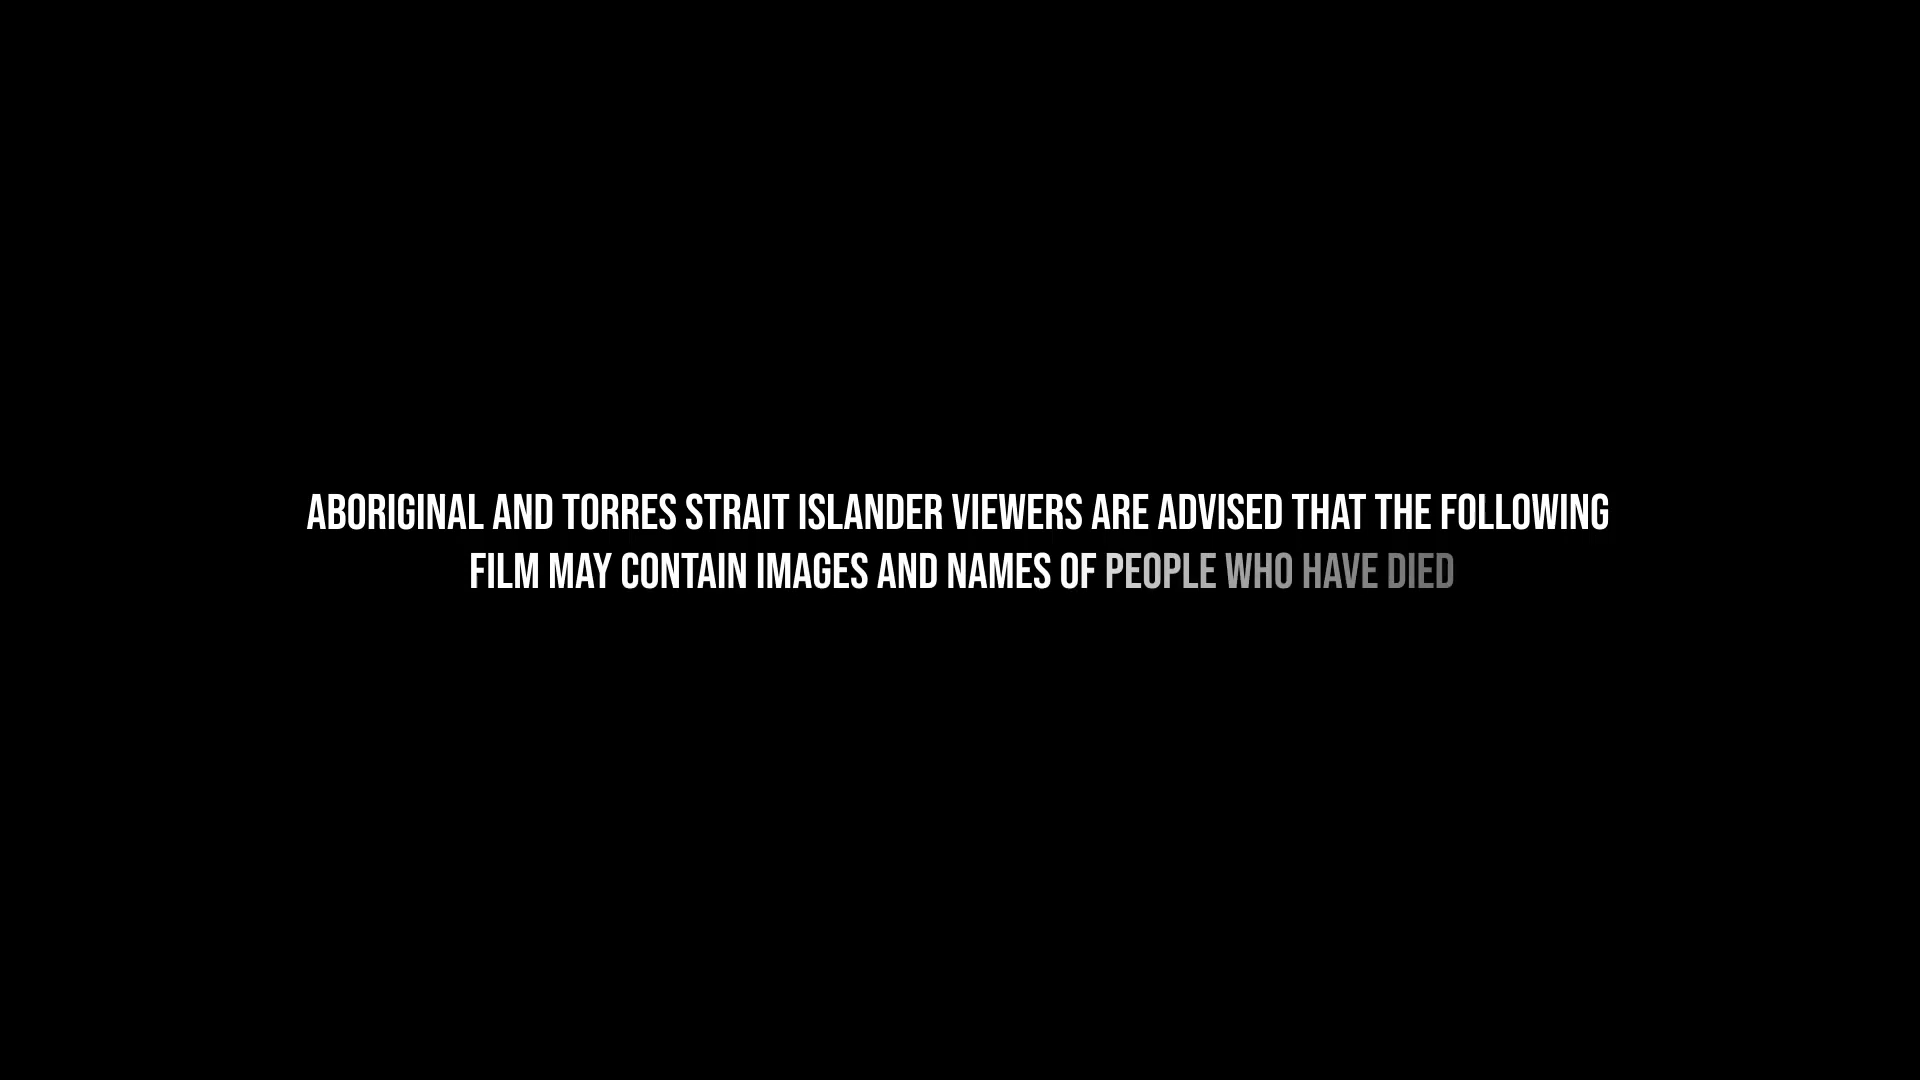 ABORIGINAL AND TORRES STRAIT ISLANDER VIEWERS ARE ADVISED THAT THE FOLLOWING
FILM MAY CONTAIN IMAGES AND NAMES OF PEOPLE WHO HAVE DIED